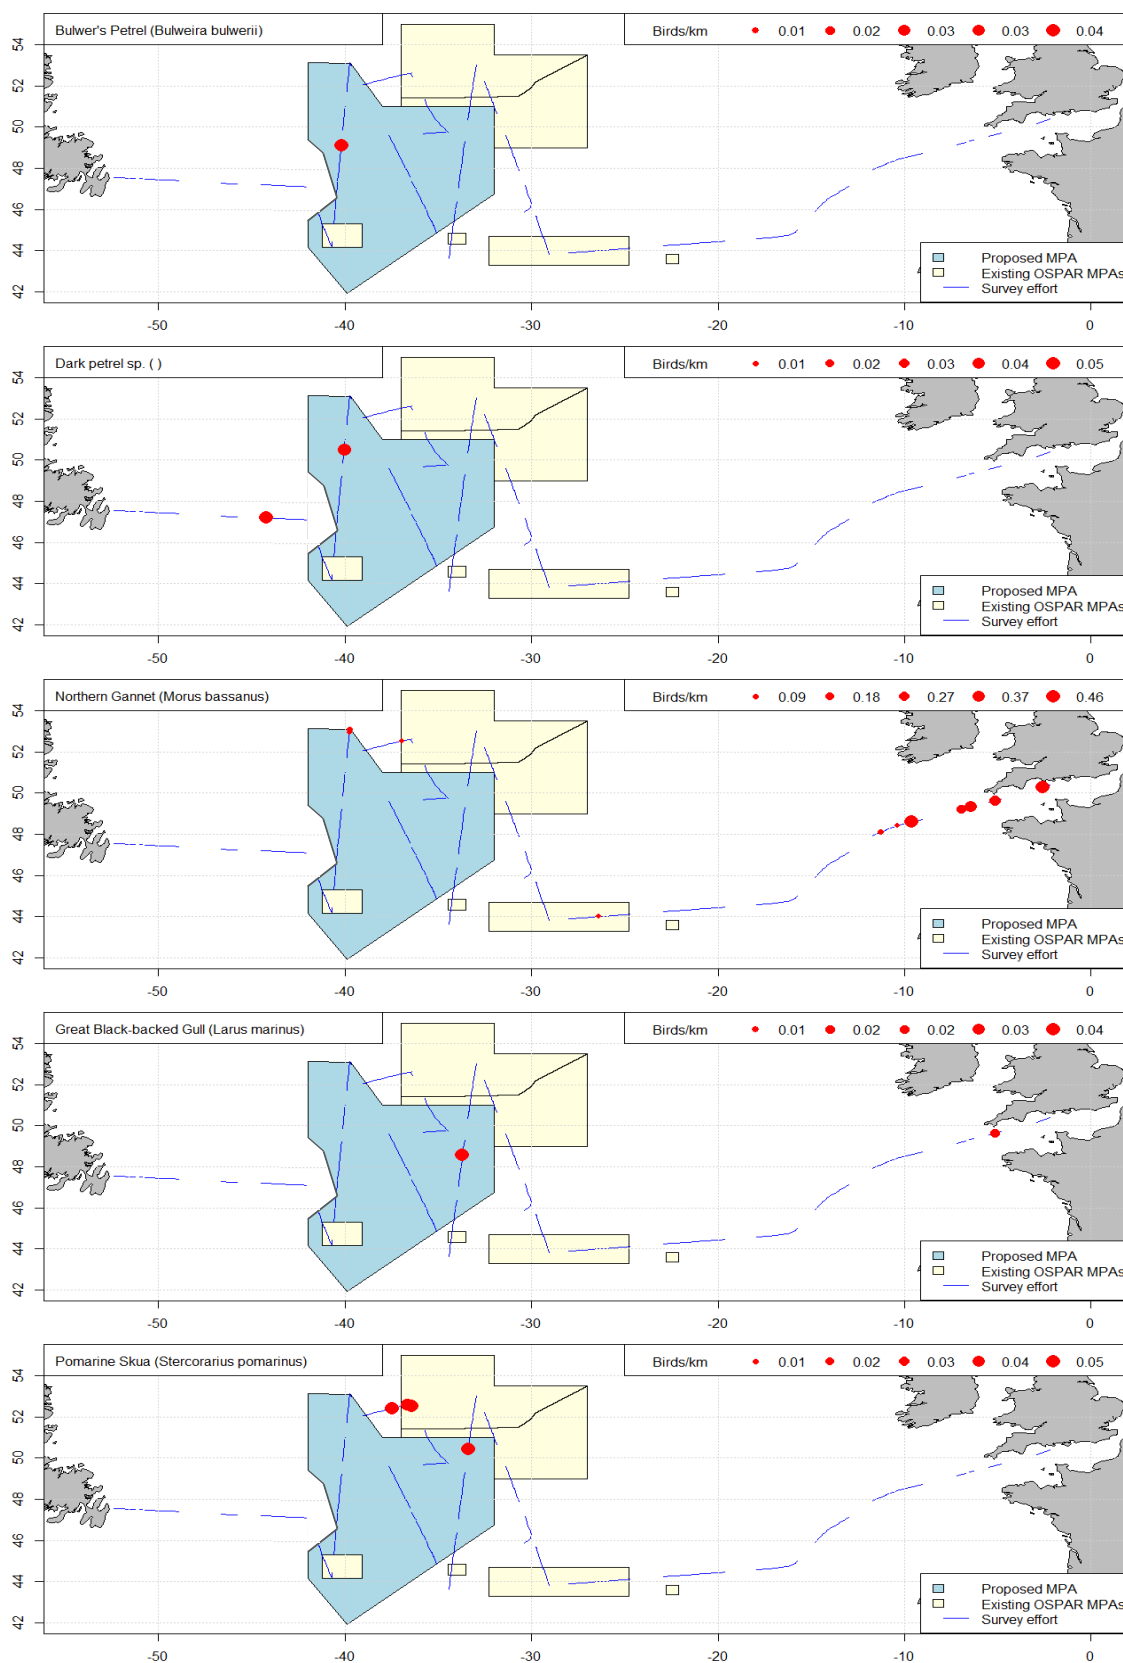 Bulwer's Petrel (Bulweira bulwerii)
Birds/km 0.01 0.02 0.03 0.03 0.04
54
52
50
48
46
44
42
Proposed MPA
Existing OSPAR MPAs
Survey effort
-50 -40 -30 -20 -10 0
Dark petrel sp. ( )
Birds/km 0.01 0.02 0.03 0.04 0.05
54
52
50
48
46
44
42
Proposed MPA
Existing OSPAR MPAs
Survey effort
-50 -40 -30 -20 -10 0
Northern Gannet (Morus bassanus)
Birds/km 0.09 0.18 0.27 0.37 0.46
54
52
50
48
46
44
42
Proposed MPA
Existing OSPAR MPAs
Survey effort
-50 -40 -30 -20 -10 0
Great Black-backed Gull (Larus marinus)
Birds/km 0.01 0.02 0.02 0.03 0.04
54
52
50
48
46
44
42
Proposed MPA
Existing OSPAR MPAs
Survey effort
-50 -40 -30 -20 -10 0
Pomarine Skua (Stercorarius pomarinus)
Birds/km 0.01 0.02 0.03 0.04 0.05
54
52
50
48
46
44
42
Proposed MPA
Existing OSPAR MPAs
Survey effort
-50 -40 -30 -20 -10 0